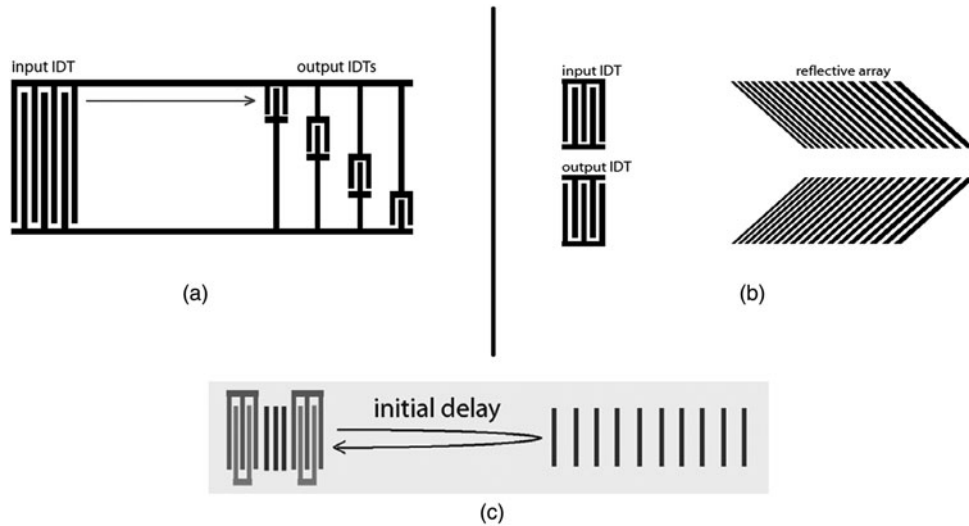 input IDT
output IDTs
(a)
input IDT
reflective array
output IDT
(b)
initial delay
(c)